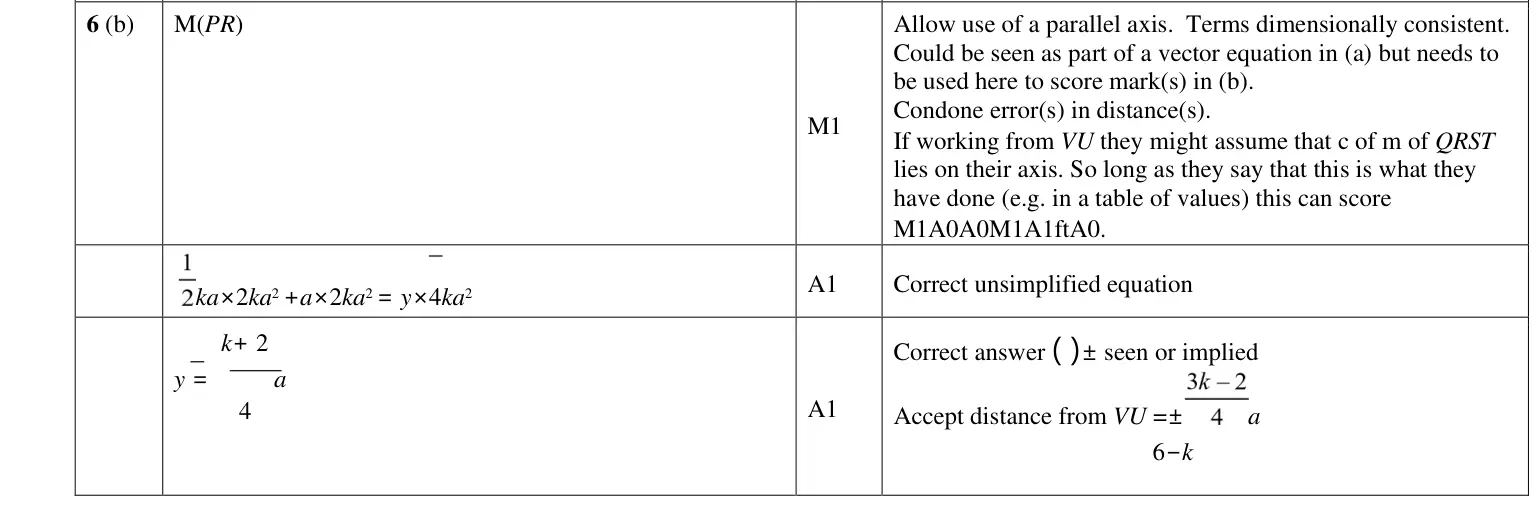 6 (b)
M(PR)
M1
Allow use of a parallel axis. Terms dimensionally consistent.
Could be seen as part of a vector equation in (a) but needs to
be used here to score mark(s) in (b).
Condone error(s) in distance(s).
If working from VU they might assume that c of m of QRST
lies on their axis. So long as they say that this is what they
have done (e.g. in a table of values) this can score
M1A0A0M1A1ftA0.
1
2ka×2ka² +a×2ka² = y×4ka²
A1
Correct unsimplified equation
k+ 2
y = a
4
A1
Correct answer ( )± seen or implied
3k – 2
Accept distance from VU =± 4 a
6−k